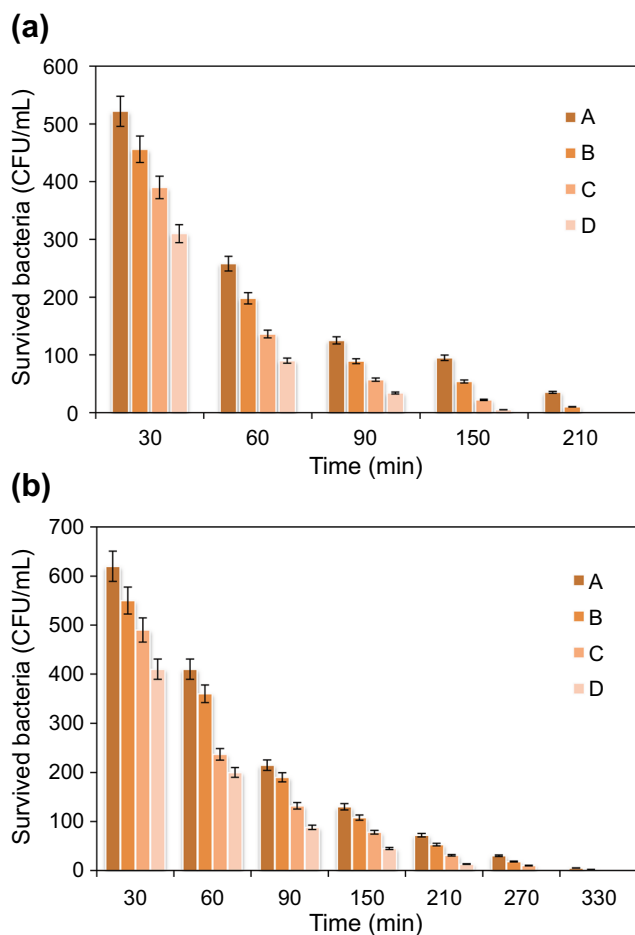 (a)
Survived bacteria (CFU/mL)
600
500
400
300
200
100
0
A
B
C
D
30 60 90 150 210
Time (min)
(b)
Survived bacteria (CFU/mL)
700
600
500
400
300
200
100
0
A
B
C
D
30 60 90 150 210 270 330
Time (min)